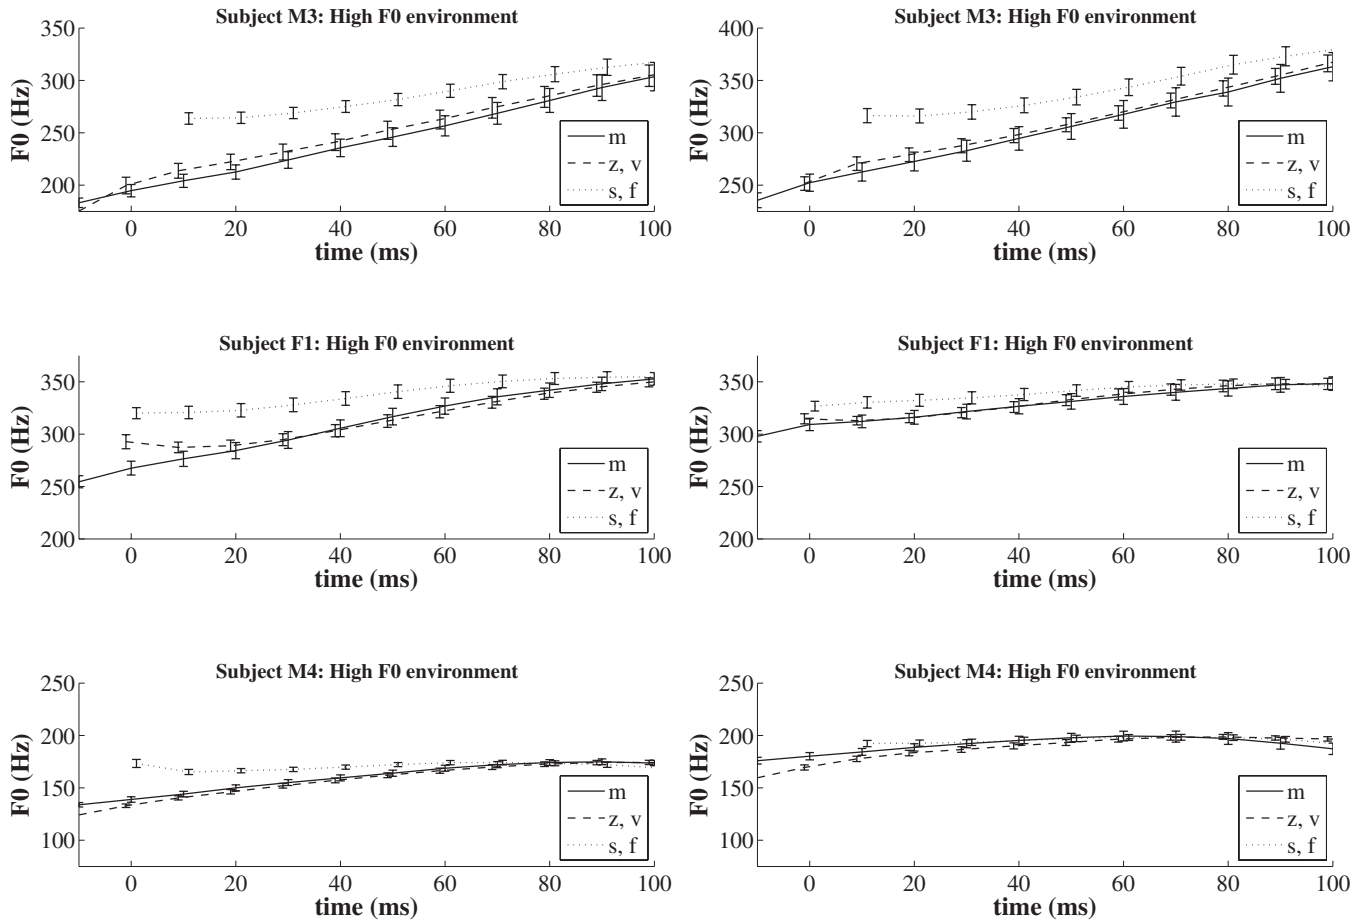 Subject M3: High F0 environment
350
300
250
200
F0 (Hz)
0 20 40 60 80 100
time (ms)
m
z, v
s, f
Subject M3: High F0 environment
400
350
300
250
F0 (Hz)
0 20 40 60 80 100
time (ms)
m
z, v
s, f
Subject F1: High F0 environment
350
300
250
200
F0 (Hz)
0 20 40 60 80 100
time (ms)
m
z, v
s, f
Subject F1: High F0 environment
350
300
250
200
F0 (Hz)
0 20 40 60 80 100
time (ms)
m
z, v
s, f
Subject M4: High F0 environment
250
200
150
100
F0 (Hz)
0 20 40 60 80 100
time (ms)
m
z, v
s, f
Subject M4: High F0 environment
250
200
150
100
F0 (Hz)
0 20 40 60 80 100
time (ms)
m
z, v
s, f